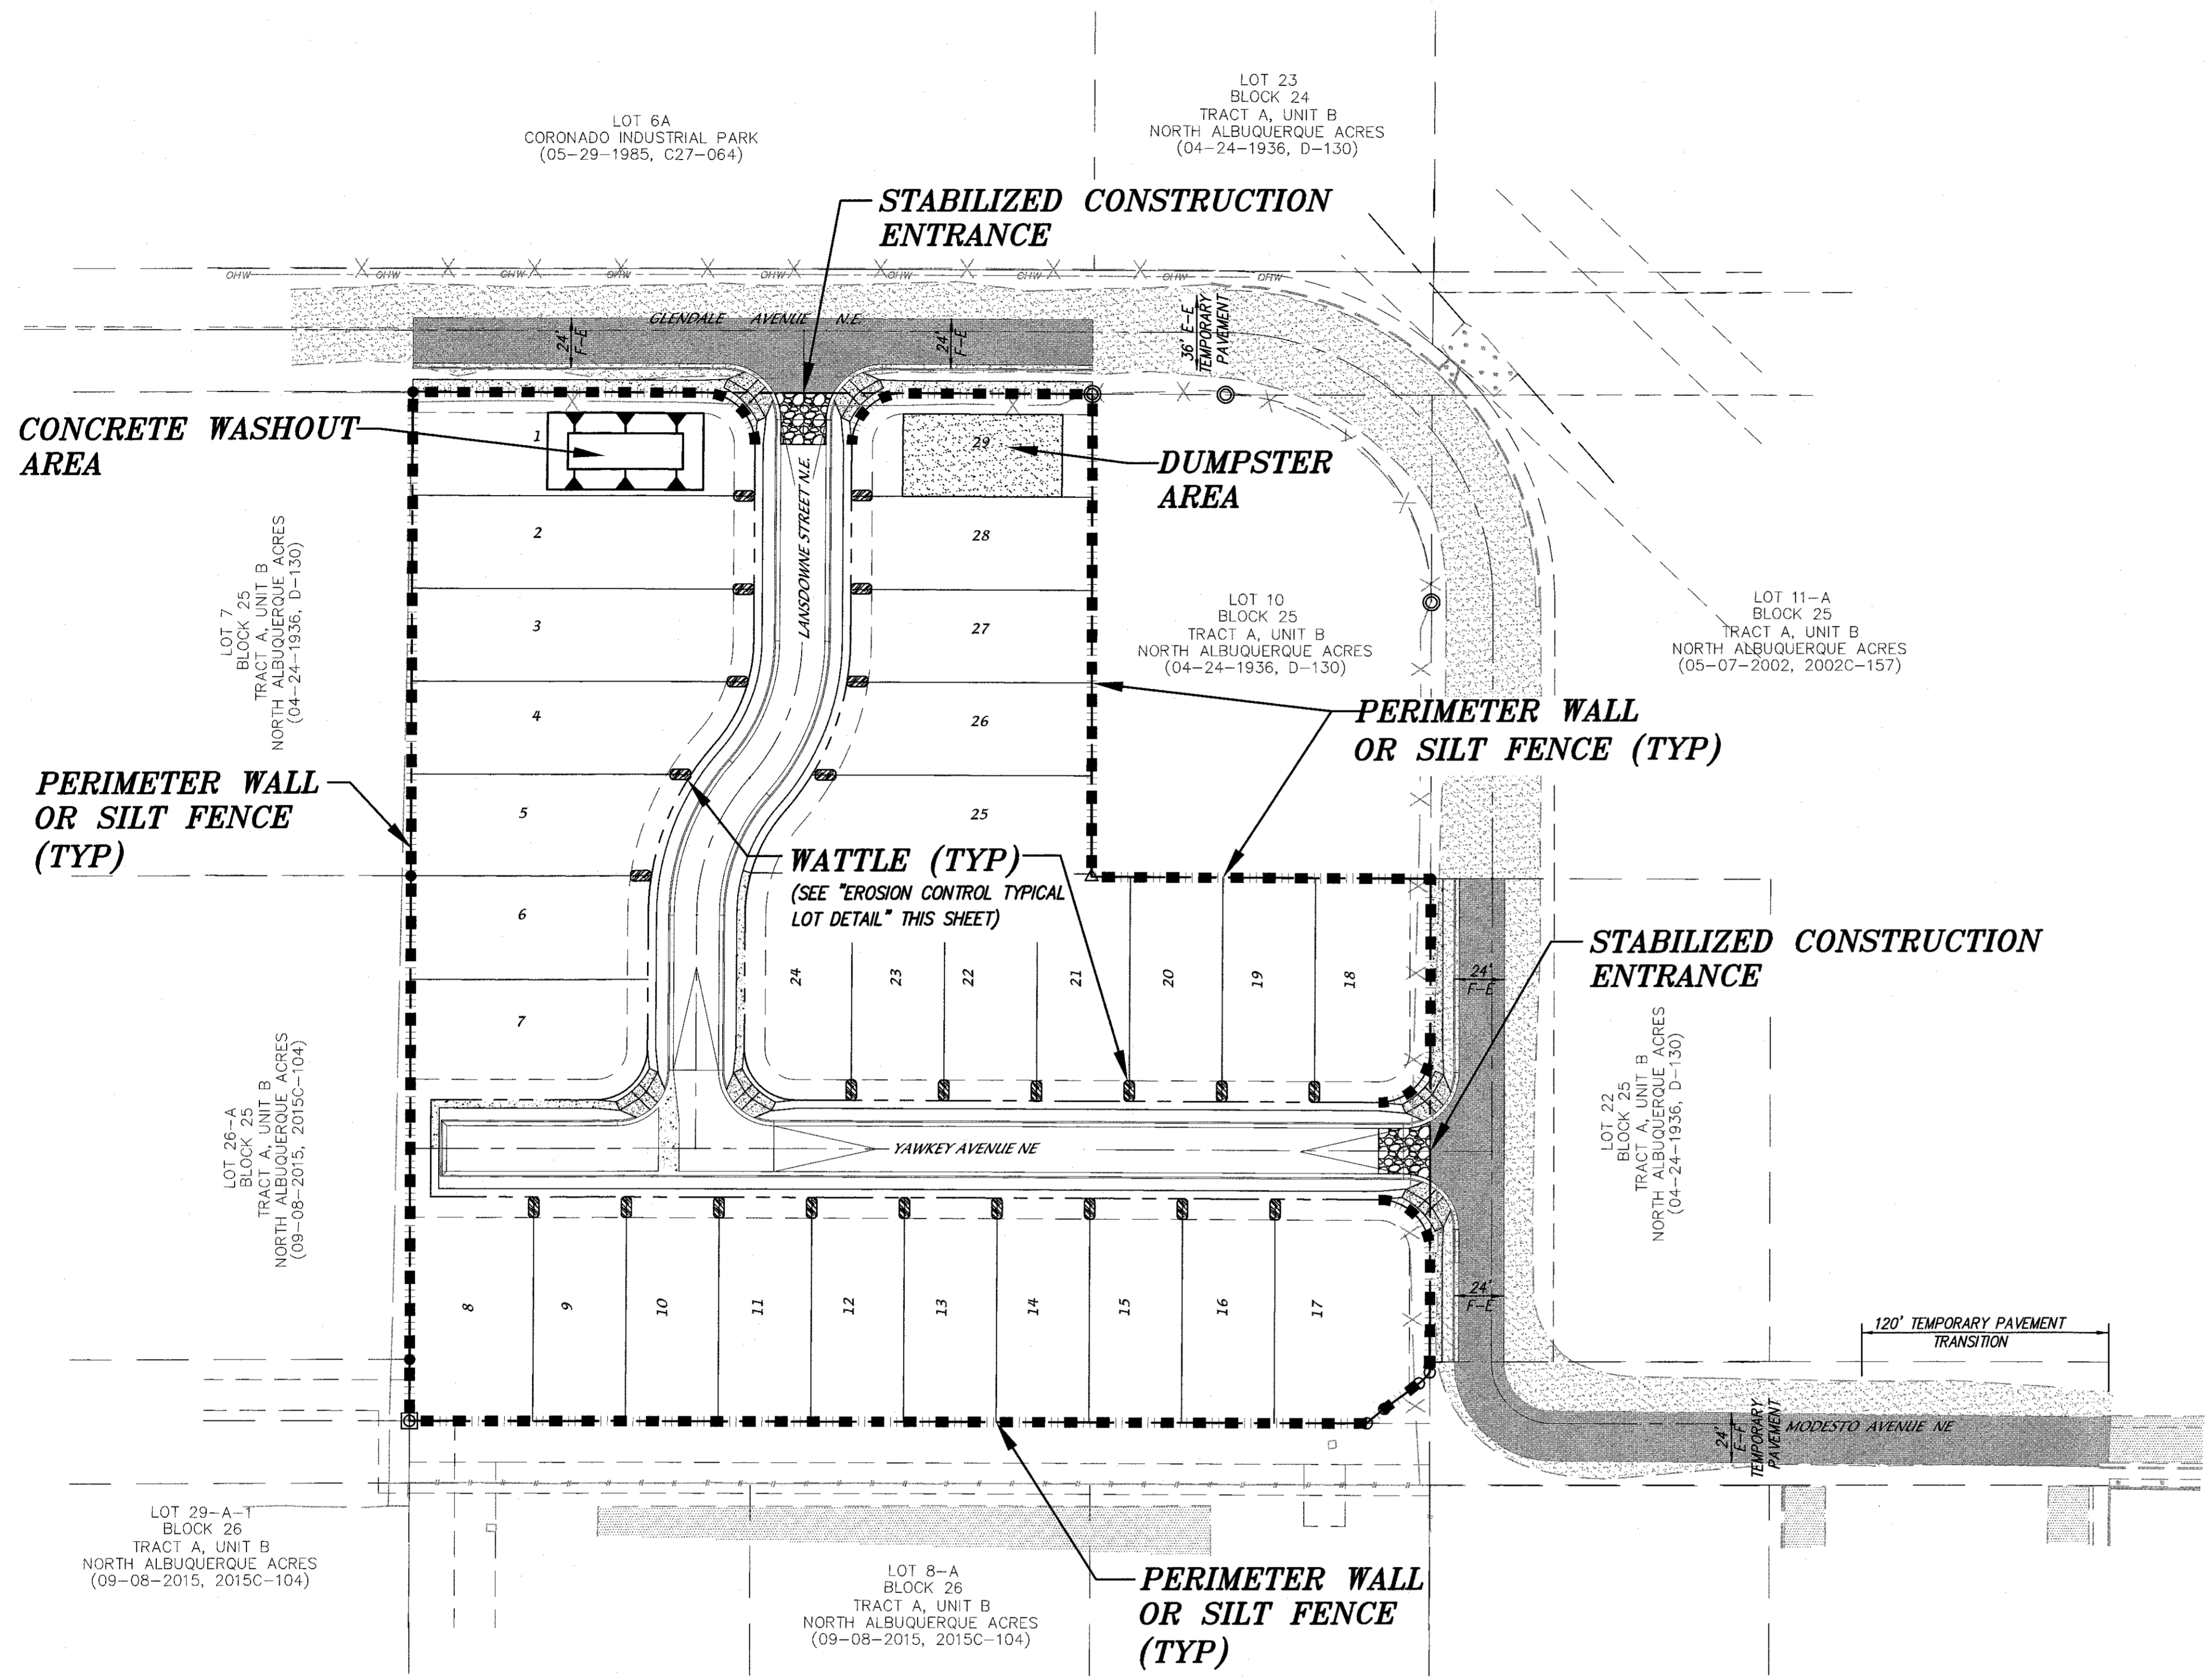 LOT 23
BLOCK 24
TRACT A, UNIT B
NORTH ALBUQUERQUE ACRES
(04-24-1936, D-130)
LOT 6A
CORONADO INDUSTRIAL PARK
(05-29-1985, C27-064)
STABILIZED CONSTRUCTION
ENTRANCE
OHW OHW OHW OHW OHW OHW OHW OHW OHW
GLENDALE AVENUE N.E.
24'
F-E
24'
F-E
36' E-E
TEMPORARY
PAVEMENT
CONCRETE WASHOUT
AREA
1
29
DUMPSTER
AREA
LANSDOWNE STREET N.E.
2
28
3
27
4
26
5
25
6
7
LOT 7
BLOCK 25
TRACT A, UNIT B
NORTH ALBUQUERQUE ACRES
(04-24-1936, D-130)
LOT 10
BLOCK 25
TRACT A, UNIT B
NORTH ALBUQUERQUE ACRES
(04-24-1936, D-130)
LOT 11-A
BLOCK 25
TRACT A, UNIT B
NORTH ALBUQUERQUE ACRES
(05-07-2002, 2002C-157)
PERIMETER WALL
OR SILT FENCE (TYP)
PERIMETER WALL
OR SILT FENCE
(TYP)
WATTLE (TYP)
(SEE "EROSION CONTROL TYPICAL
LOT DETAIL" THIS SHEET)
24
23
22
21
20
19
18
24'
F-E
STABILIZED CONSTRUCTION
ENTRANCE
LOT 26-A
BLOCK 25
TRACT A, UNIT B
NORTH ALBUQUERQUE ACRES
(09-08-2015, 2015C-104)
LOT 22
BLOCK 25
TRACT A, UNIT B
NORTH ALBUQUERQUE ACRES
(04-24-1936, D-130)
YAWKEY AVENUE NE
8
9
10
11
12
13
14
15
16
17
24'
F-E
120' TEMPORARY PAVEMENT
TRANSITION
24'
E-F
TEMPORARY
PAVEMENT
MODESTO AVENUE NE
LOT 29-A-1
BLOCK 26
TRACT A, UNIT B
NORTH ALBUQUERQUE ACRES
(09-08-2015, 2015C-104)
LOT 8-A
BLOCK 26
TRACT A, UNIT B
NORTH ALBUQUERQUE ACRES
(09-08-2015, 2015C-104)
PERIMETER WALL
OR SILT FENCE
(TYP)